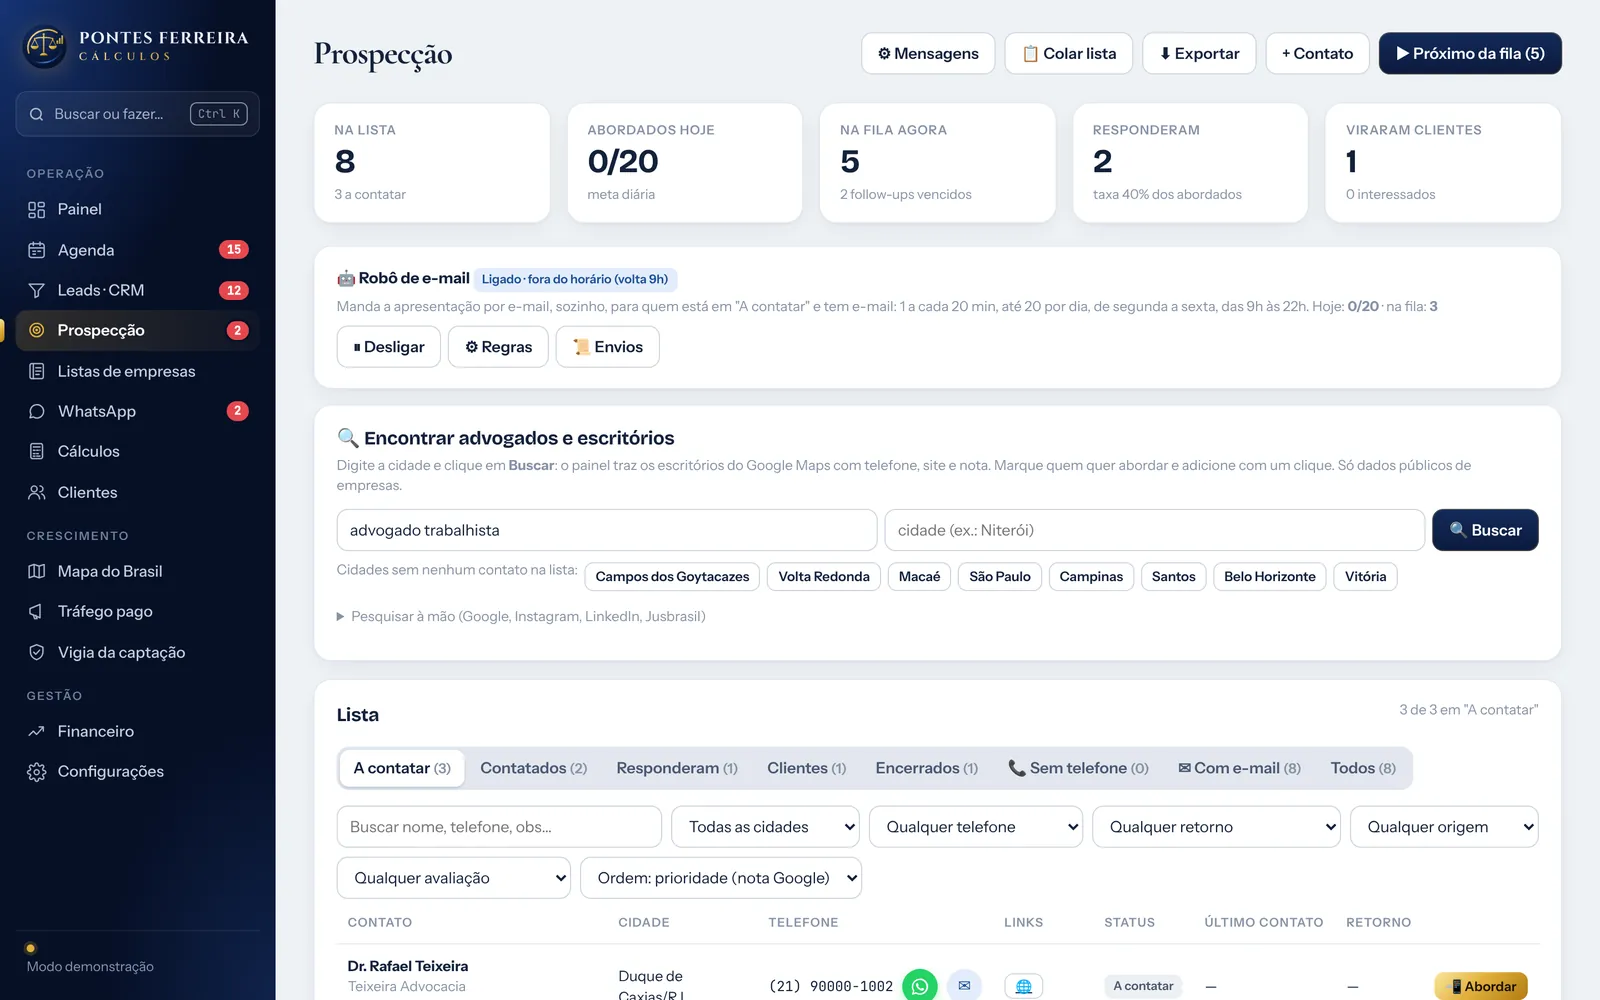 PONTES FERREIRA
CÁLCULOS
Buscar ou fazer... Ctrl K
OPERAÇÃO
Painel
Agenda 15
Leads · CRM 12
Prospecção 2
Listas de empresas
WhatsApp 2
Cálculos
Clientes
CRESCIMENTO
Mapa do Brasil
Tráfego pago
Vigia da captação
GESTÃO
Financeiro
Configurações
Modo demonstração
Prospecção
Mensagens
Colar lista
Exportar
+ Contato
Próximo da fila (5)
NA LISTA
8
3 a contatar
ABORDADOS HOJE
0/20
meta diária
NA FILA AGORA
5
2 follow-ups vencidos
RESPONDERAM
2
taxa 40% dos abordados
VIRARAM CLIENTES
1
0 interessados
Robô de e-mail Ligado · fora do horário (volta 9h)
Manda a apresentação por e-mail, sozinho, para quem está em "A contatar" e tem e-mail: 1 a cada 20 min, até 20 por dia, de segunda a sexta, das 9h às 22h. Hoje: 0/20 · na fila: 3
Desligar
Regras
Envios
Encontrar advogados e escritórios
Digite a cidade e clique em Buscar: o painel traz os escritórios do Google Maps com telefone, site e nota. Marque quem quer abordar e adicione com um clique. Só dados públicos de
empresas.
advogado trabalhista
cidade (ex.: Niterói)
Buscar
Cidades sem nenhum contato na lista: Campos dos Goytacazes Volta Redonda Macaé São Paulo Campinas Santos Belo Horizonte Vitória
Pesquisar à mão (Google, Instagram, LinkedIn, Jusbrasil)
Lista
3 de 3 em "A contatar"
A contatar (3) Contatados (2) Responderam (1) Clientes (1) Encerrados (1) Sem telefone (0) Com e-mail (8) Todos (8)
Buscar nome, telefone, obs...
Todas as cidades
Qualquer telefone
Qualquer retorno
Qualquer origem
Qualquer avaliação
Ordem: prioridade (nota Google)
CONTATO CIDADE TELEFONE LINKS STATUS ÚLTIMO CONTATO RETORNO
Dr. Rafael Teixeira
Teixeira Advocacia
Duque de
Caxias/RJ
(21) 90000-1002
A contatar
—
—
Abordar